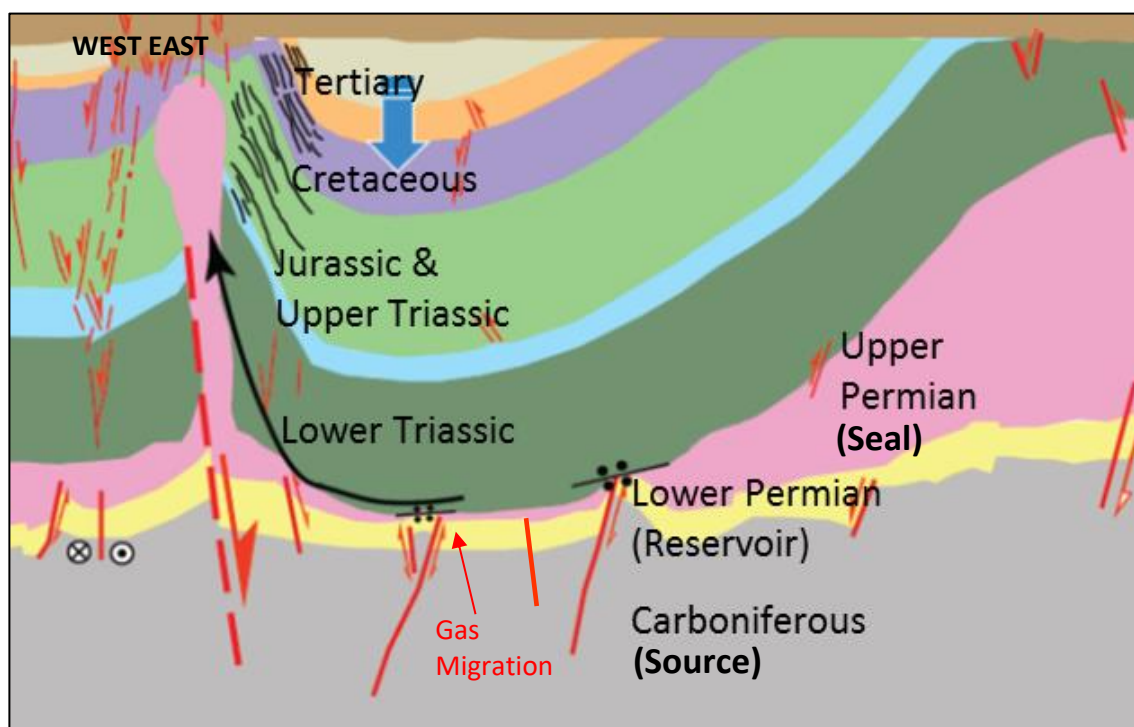 WEST EAST
Tertiary
Cretaceous
Jurassic &
Upper Triassic
Upper
Permian
(Seal)
Lower Triassic
Lower Permian
(Reservoir)
Gas
Migration
Carboniferous
(Source)